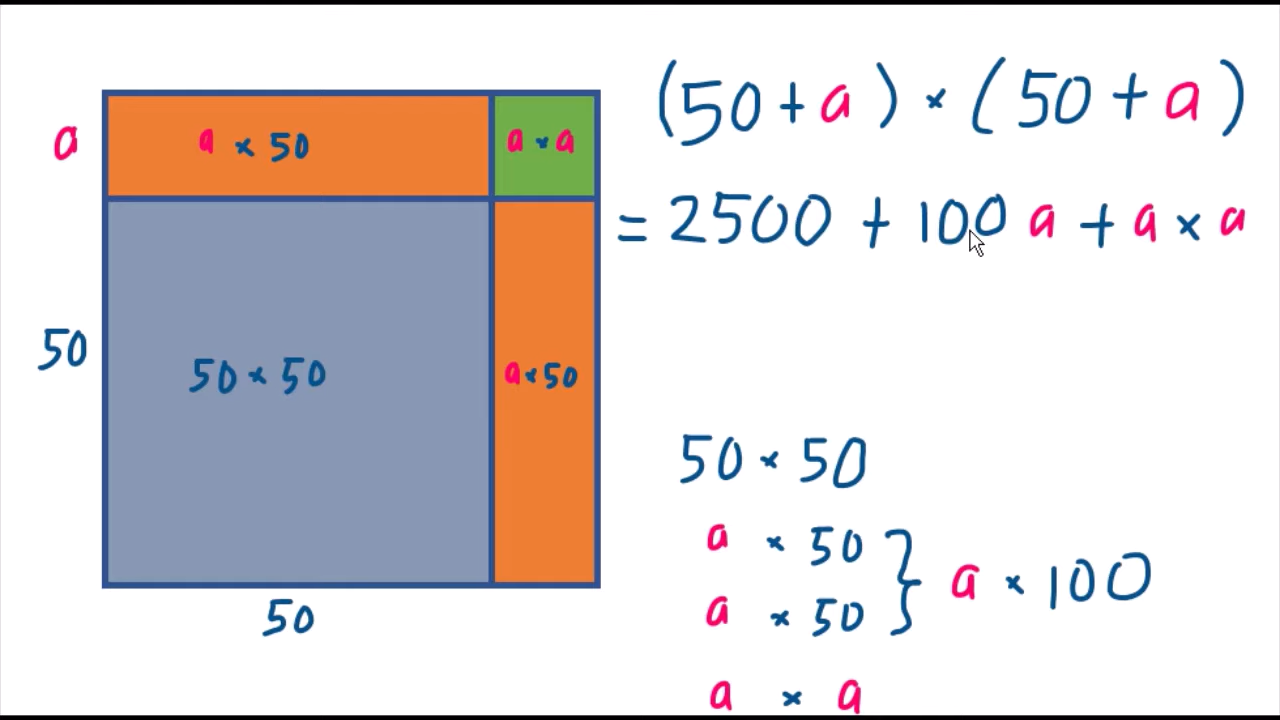 a
a × 50
a × a
50
50 × 50
a × 50
50
(50 + a) × (50 + a)
= 2500 + 100 a + a × a
50 × 50
a × 50
a × 50
} a × 100
a × a